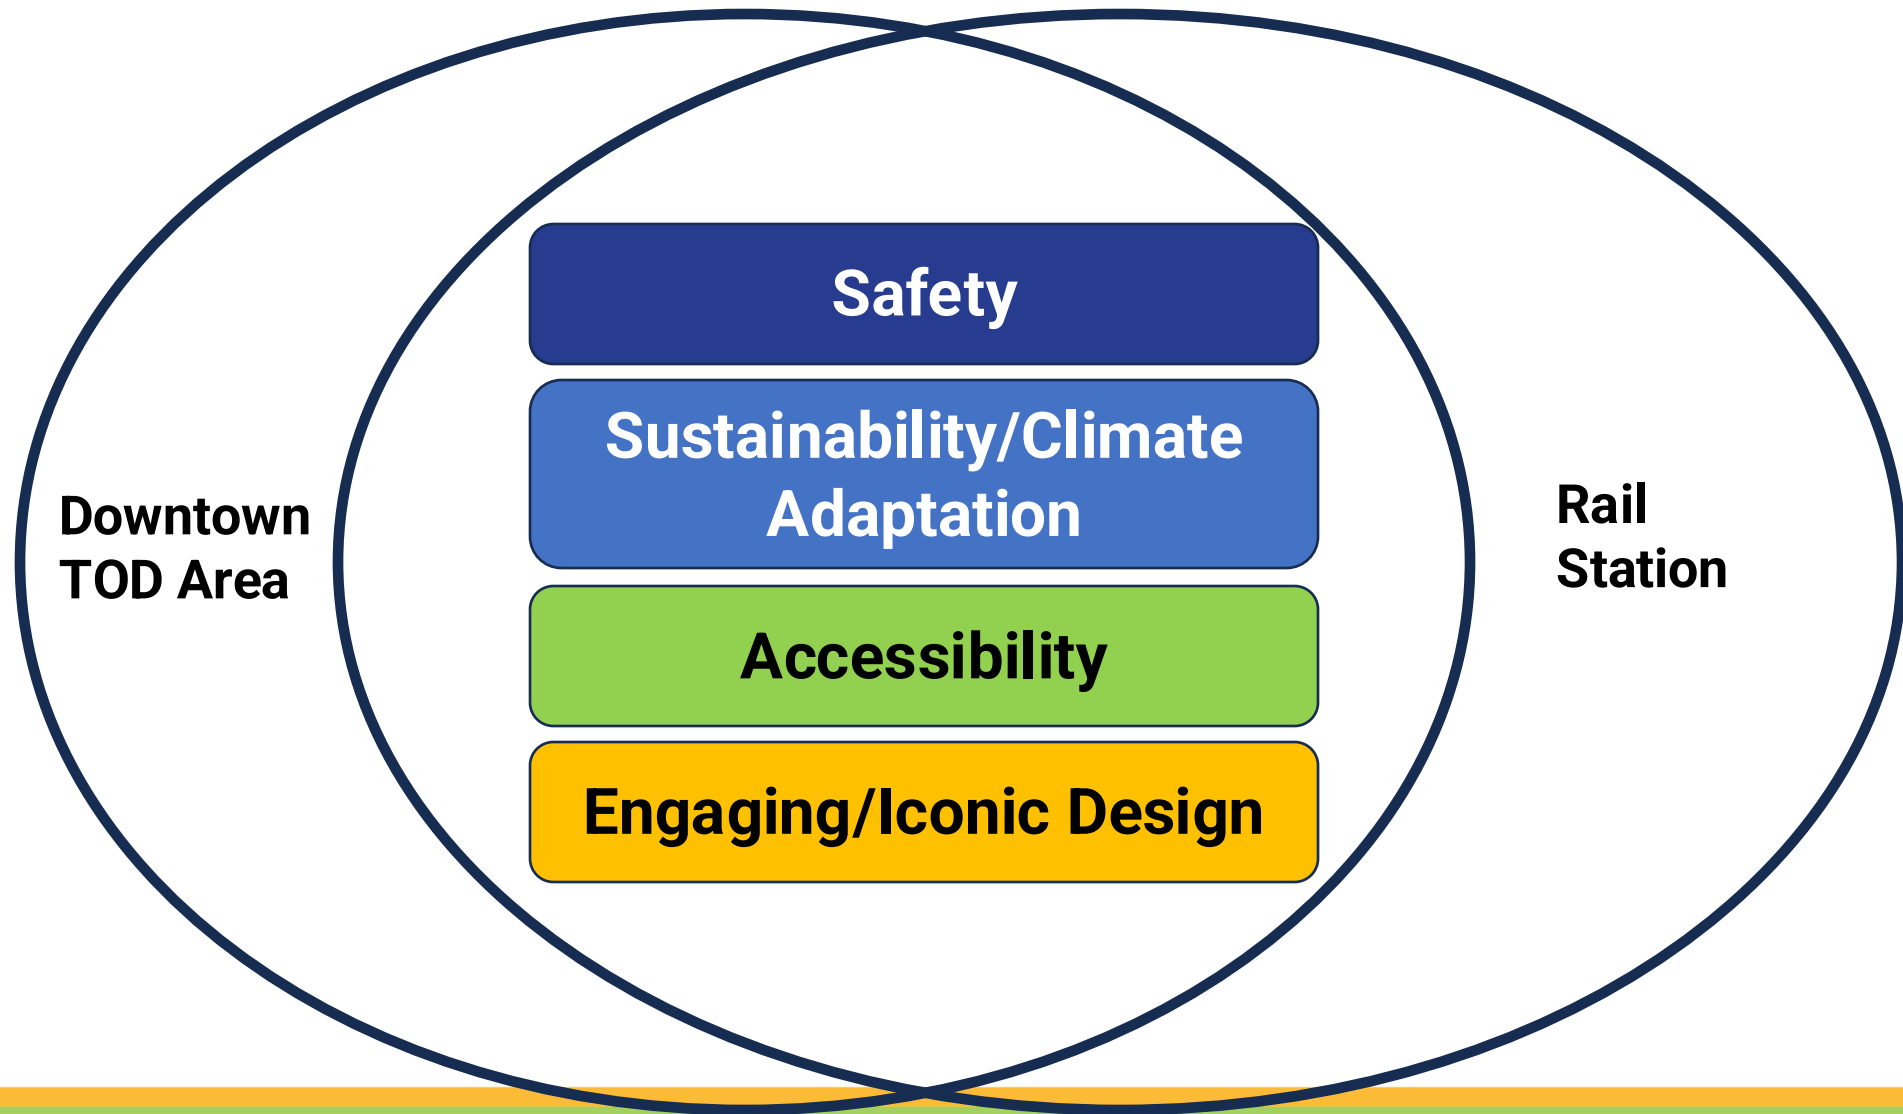 Safety
Sustainability/Climate
Adaptation
Downtown
TOD Area
Rail
Station
Accessibility
Engaging/Iconic Design